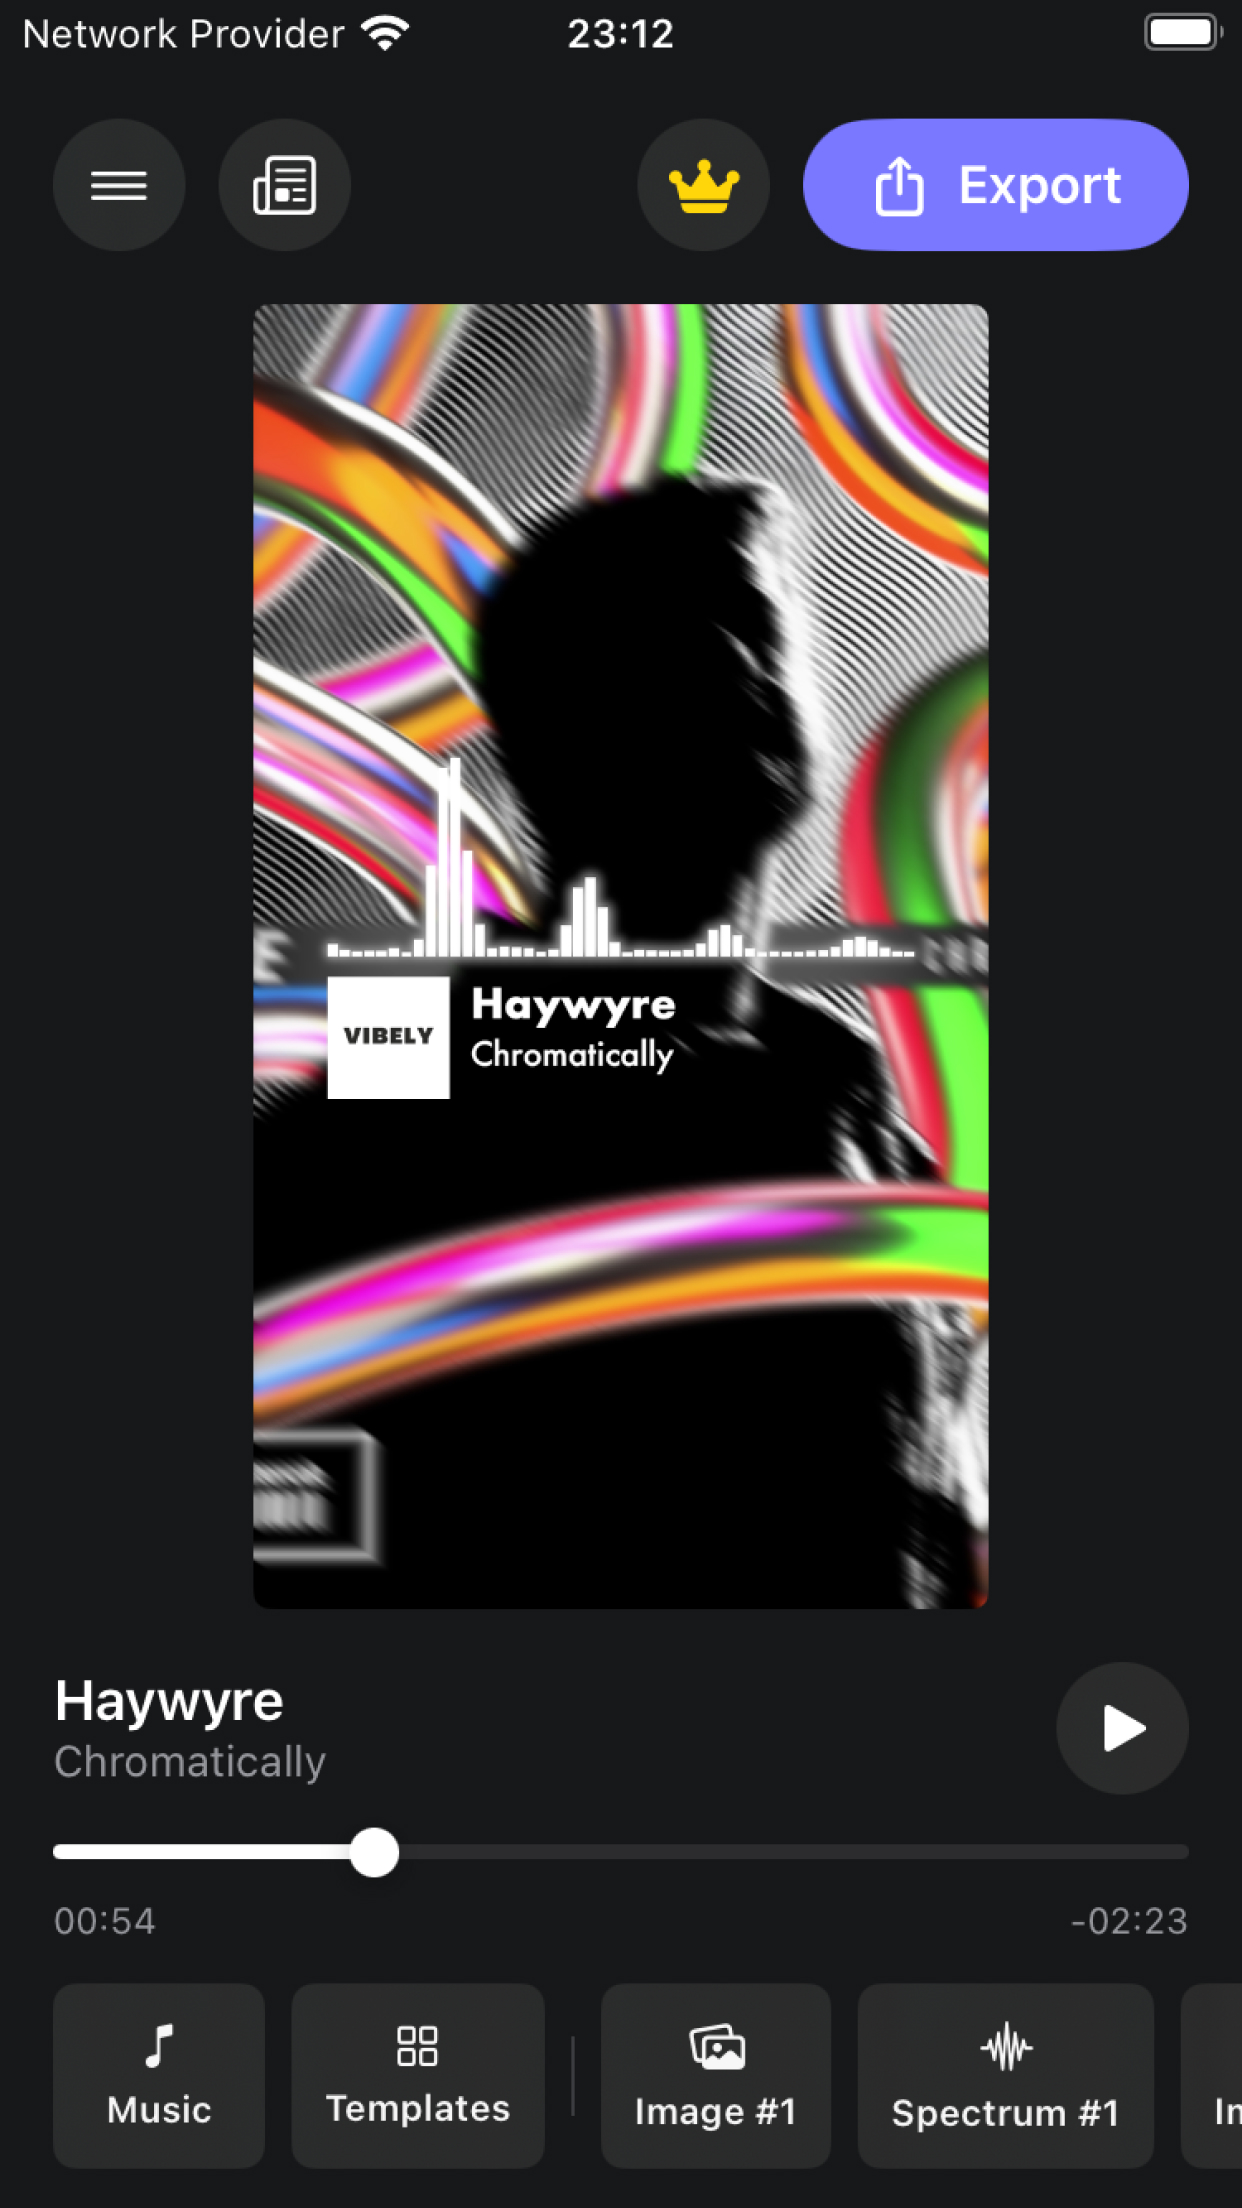 Network Provider
23:12
Export
VIBELY
Haywyre
Chromatically
Haywyre
Chromatically
00:54
-02:23
Music
Templates
Image #1
Spectrum #1